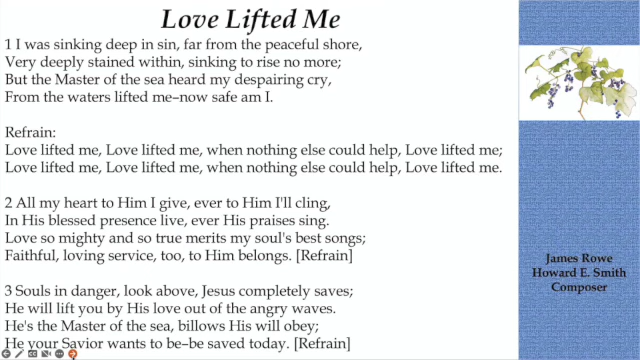 Love Lifted Me
1 I was sinking deep in sin, far from the peaceful shore,
Very deeply stained within, sinking to rise no more;
But the Master of the sea heard my despairing cry,
From the waters lifted me–now safe am I.
Refrain:
Love lifted me, Love lifted me, when nothing else could help, Love lifted me;
Love lifted me, Love lifted me, when nothing else could help, Love lifted me.
2 All my heart to Him I give, ever to Him I'll cling,
In His blessed presence live, ever His praises sing.
Love so mighty and so true merits my soul's best songs;
Faithful, loving service, too, to Him belongs. [Refrain]
3 Souls in danger, look above, Jesus completely saves;
He will lift you by His love out of the angry waves.
He's the Master of the sea, billows His will obey;
He your Savior wants to be–be saved today. [Refrain]
James Rowe
Howard E. Smith
Composer